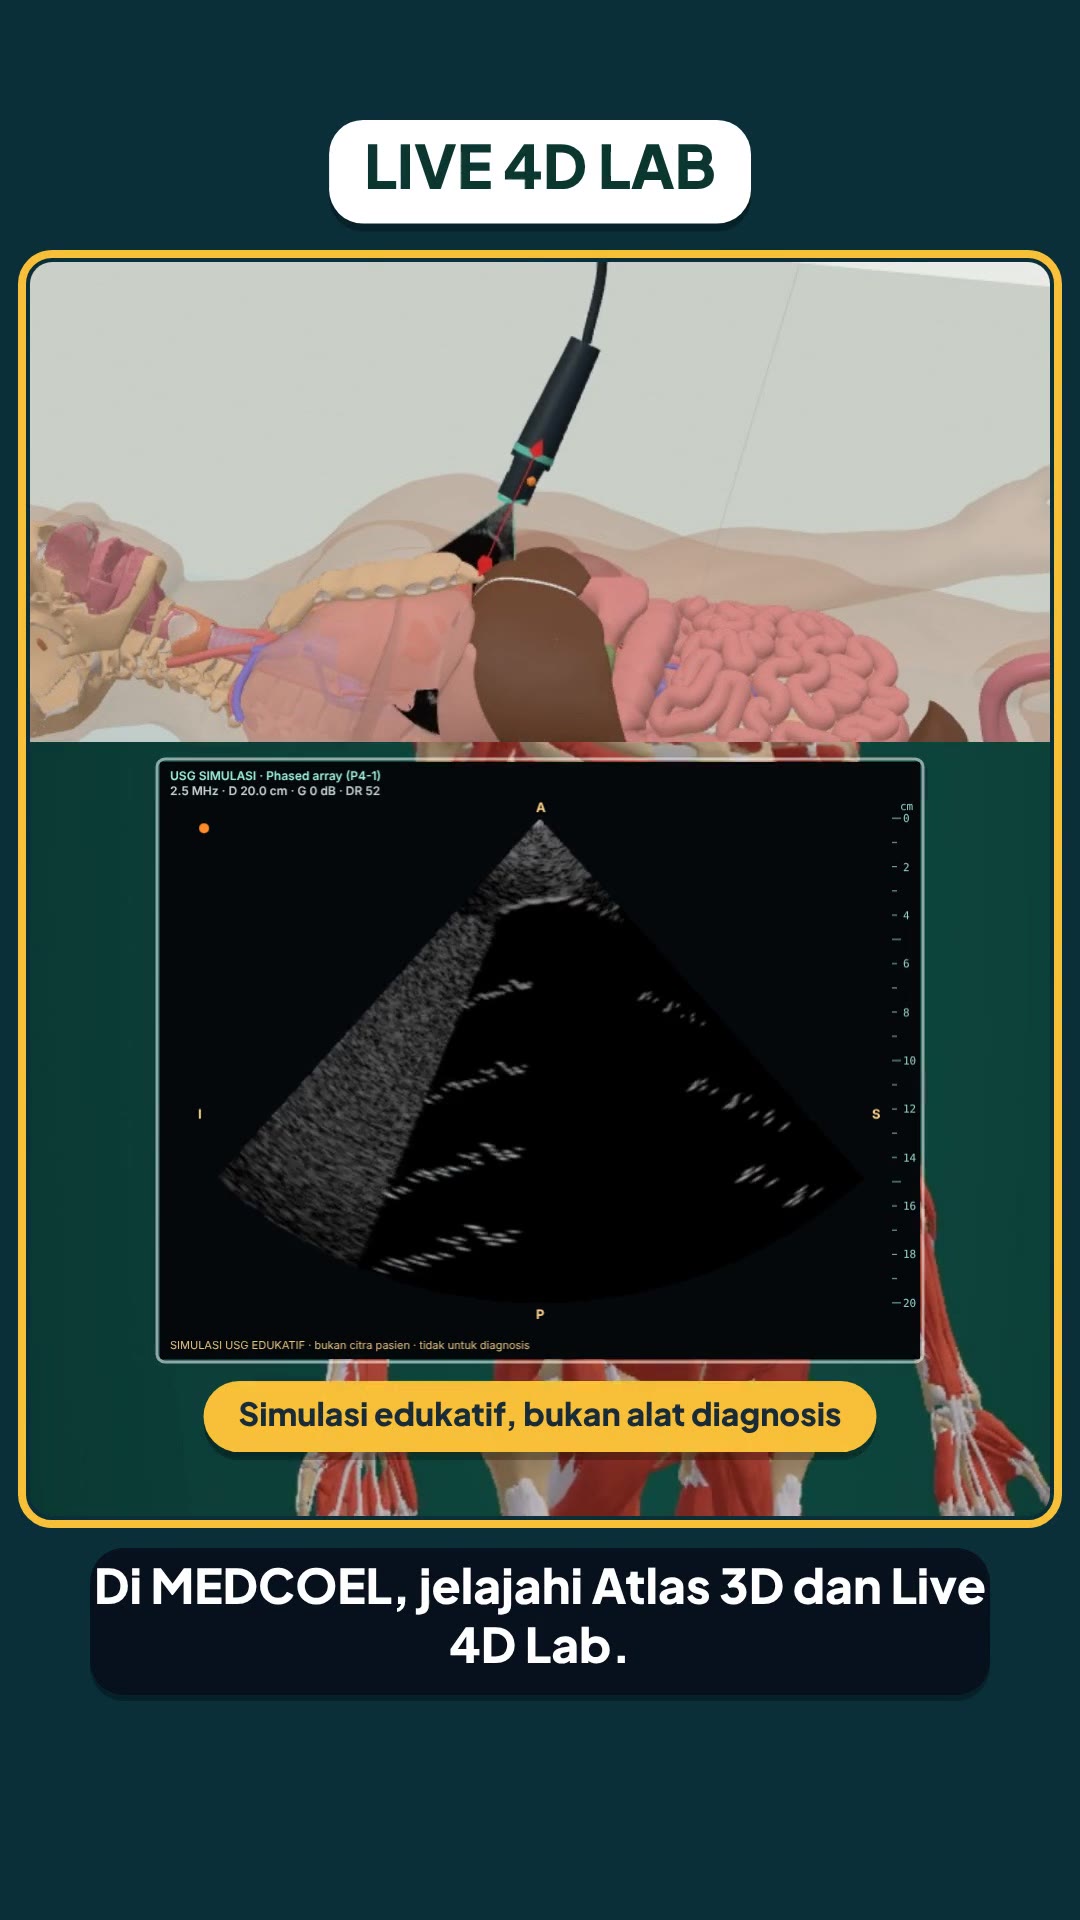 LIVE 4D LAB
USG SIMULASI · Phased array (P4-1)
2.5 MHz · D 20.0 cm · G 0 dB · DR 52
A
cm
0
2
4
6
8
10
I
S
12
14
16
18
20
P
SIMULASI USG EDUKATIF · bukan citra pasien · tidak untuk diagnosis
Simulasi edukatif, bukan alat diagnosis
Di MEDCOEL, jelajahi Atlas 3D dan Live
4D Lab.